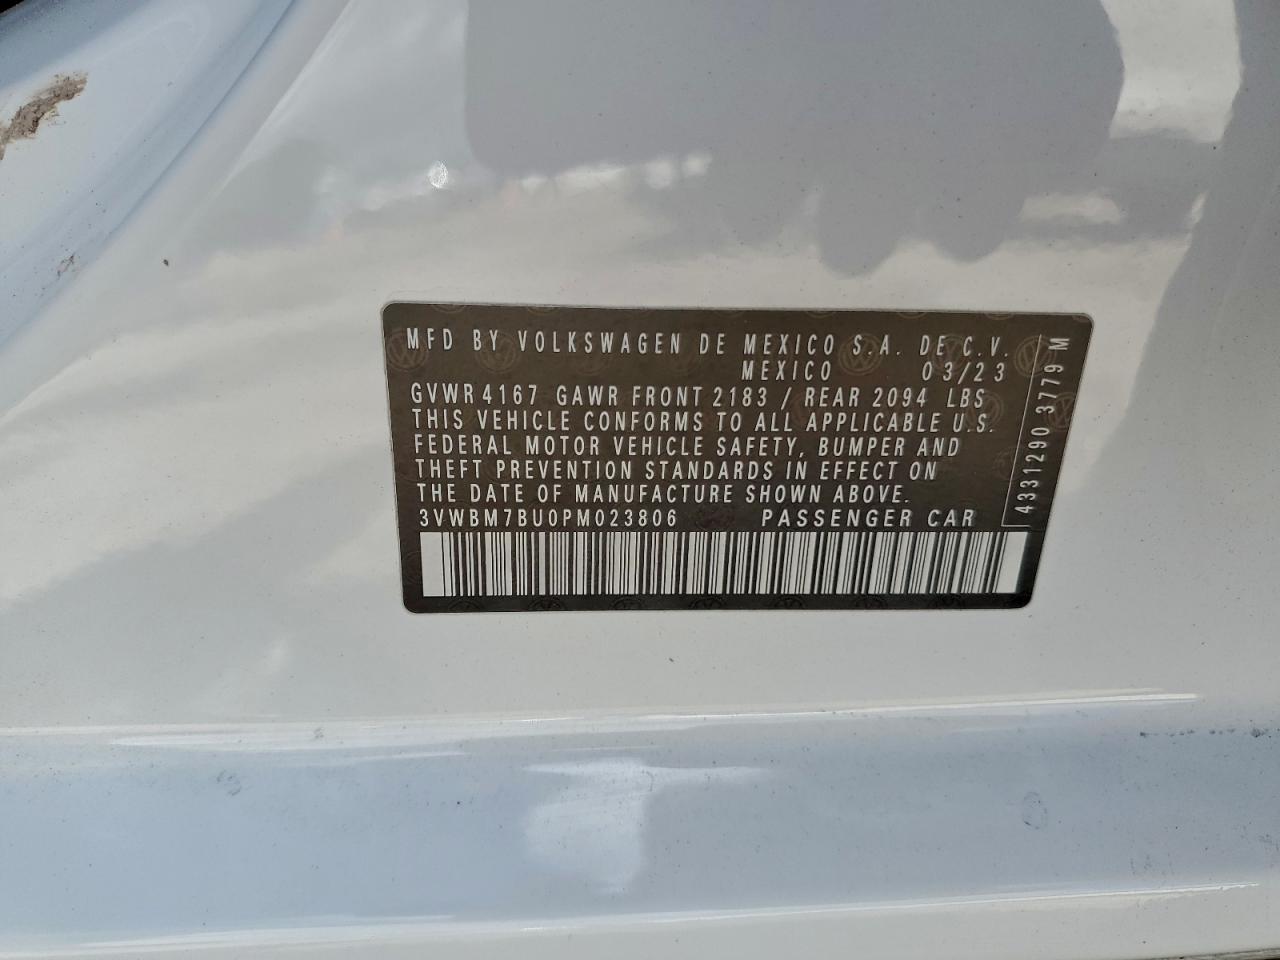 MFD BY VOLKSWAGEN DE MEXICO S.A. DE C.V.
MEXICO 03/23
GVWR 4167 GAWR FRONT 2183 / REAR 2094 LBS
THIS VEHICLE CONFORMS TO ALL APPLICABLE U.S.
FEDERAL MOTOR VEHICLE SAFETY, BUMPER AND
THEFT PREVENTION STANDARDS IN EFFECT ON
THE DATE OF MANUFACTURE SHOWN ABOVE.
3VWBM7BU0PM023806 PASSENGER CAR
4331290 3779 M